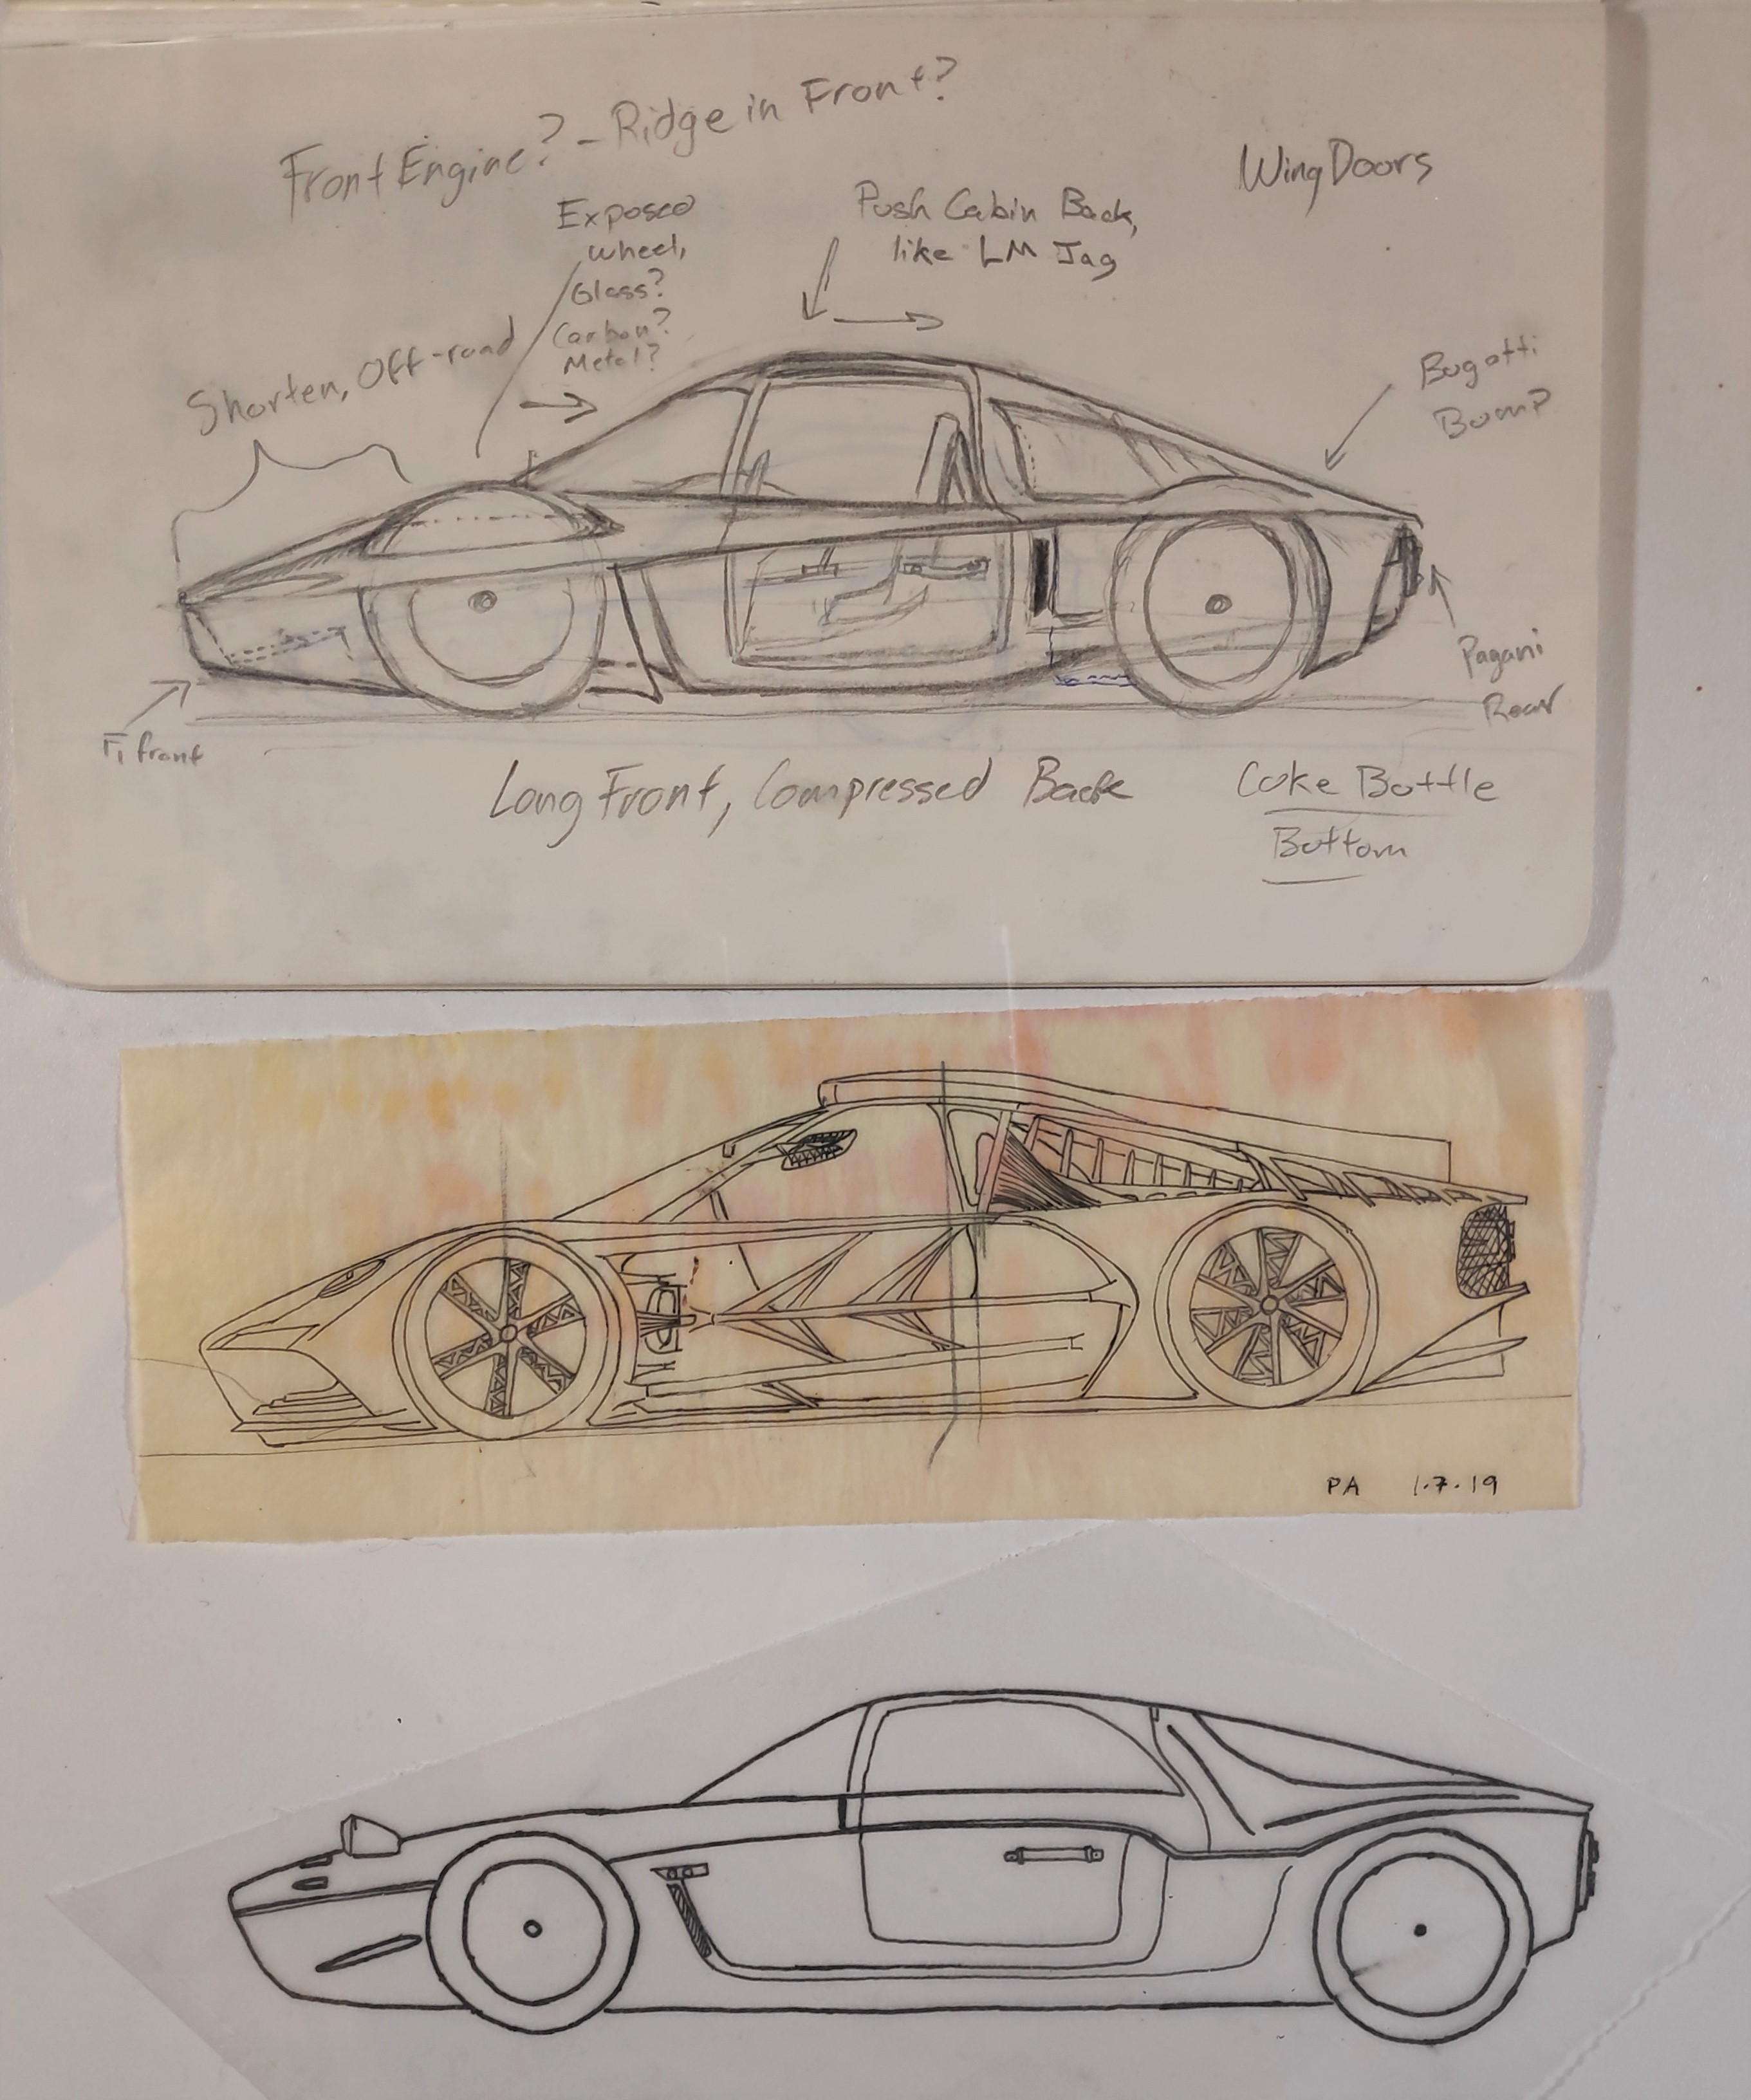 Front Engine? - Ridge in Front?
Wing Doors
Exposed
wheel,
Glass?
Carbon?
Metal?
Push Cabin Back,
like LM Jag
Shorten, Off-road
Bugatti
Bump
Pagani
Rear
F1 front
Long Front, Compressed Back
Coke Bottle
Bottom
PA 1.7.19